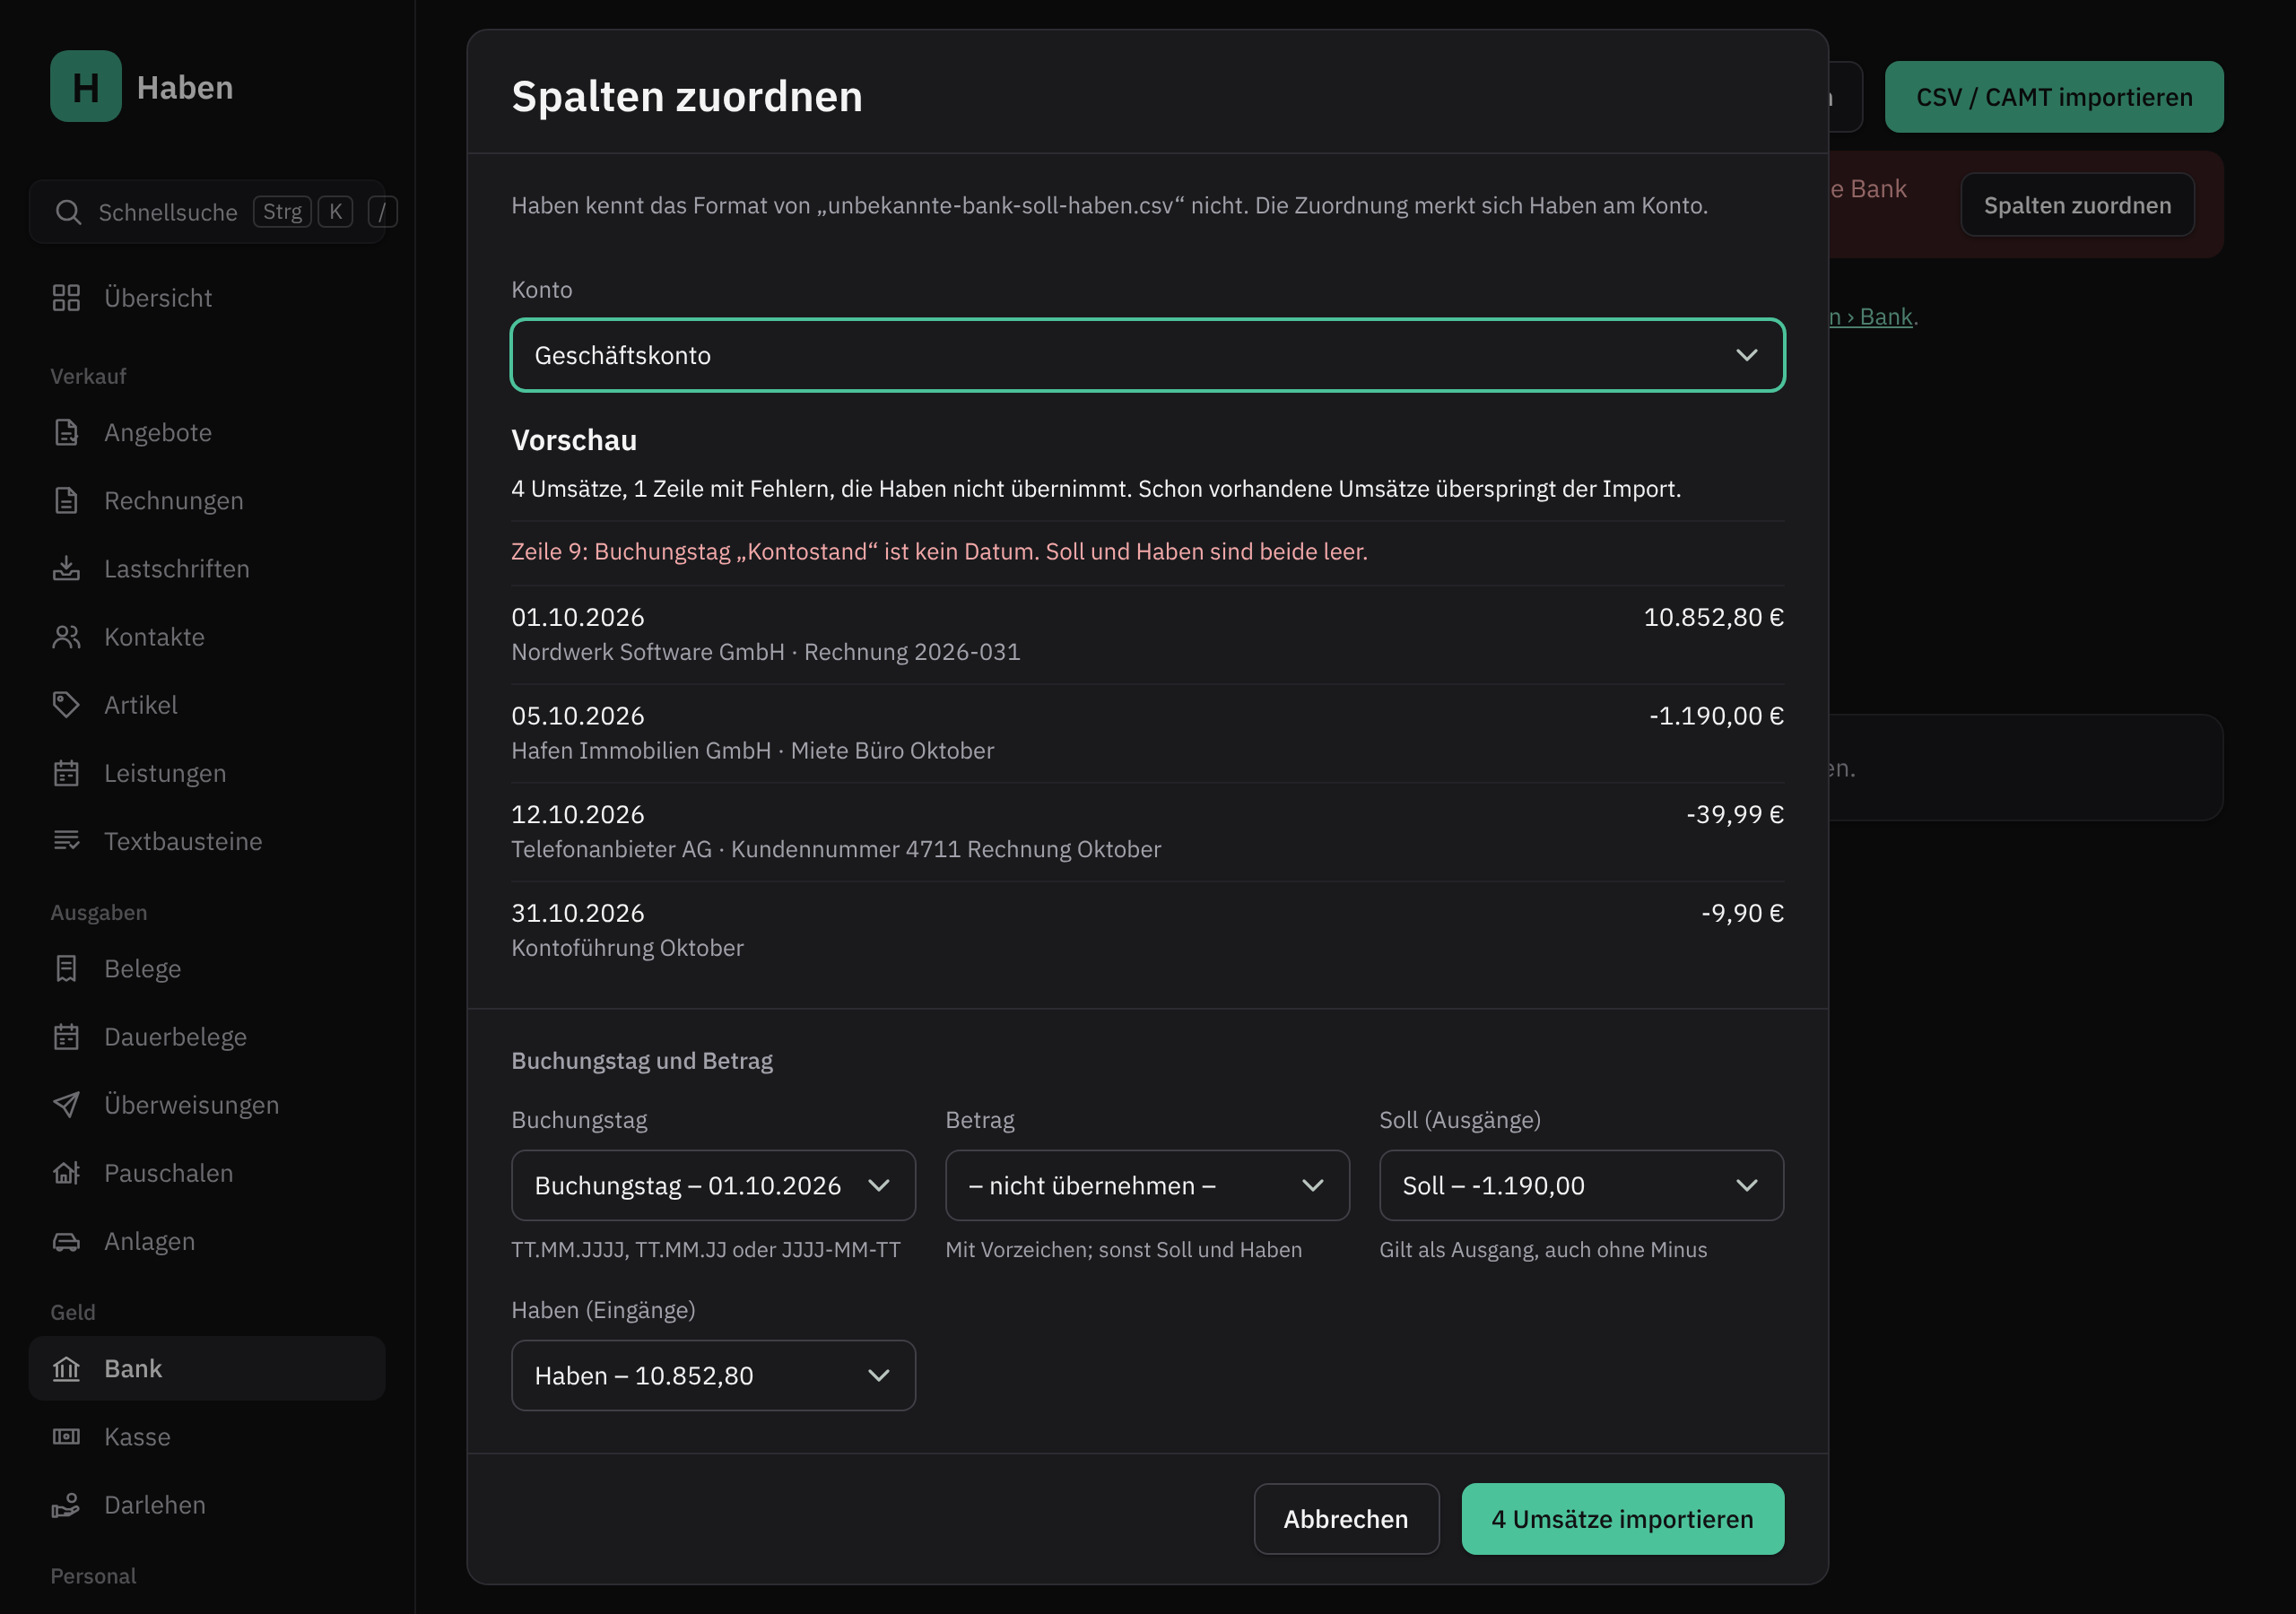 H Haben
Schnellsuche Strg K /
Übersicht
Verkauf
Angebote
Rechnungen
Lastschriften
Kontakte
Artikel
Leistungen
Textbausteine
Ausgaben
Belege
Dauerbelege
Überweisungen
Pauschalen
Anlagen
Geld
Bank
Kasse
Darlehen
Personal
CSV / CAMT importieren
e Bank
Spalten zuordnen
n › Bank.
en.
Spalten zuordnen
Haben kennt das Format von „unbekannte-bank-soll-haben.csv“ nicht. Die Zuordnung merkt sich Haben am Konto.
Konto
Geschäftskonto
Vorschau
4 Umsätze, 1 Zeile mit Fehlern, die Haben nicht übernimmt. Schon vorhandene Umsätze überspringt der Import.
Zeile 9: Buchungstag „Kontostand“ ist kein Datum. Soll und Haben sind beide leer.
01.10.2026 10.852,80 €
Nordwerk Software GmbH · Rechnung 2026-031
05.10.2026 -1.190,00 €
Hafen Immobilien GmbH · Miete Büro Oktober
12.10.2026 -39,99 €
Telefonanbieter AG · Kundennummer 4711 Rechnung Oktober
31.10.2026 -9,90 €
Kontoführung Oktober
Buchungstag und Betrag
Buchungstag Betrag Soll (Ausgänge)
Buchungstag – 01.10.2026 – nicht übernehmen – Soll – -1.190,00
TT.MM.JJJJ, TT.MM.JJ oder JJJJ-MM-TT Mit Vorzeichen; sonst Soll und Haben Gilt als Ausgang, auch ohne Minus
Haben (Eingänge)
Haben – 10.852,80
Abbrechen 4 Umsätze importieren